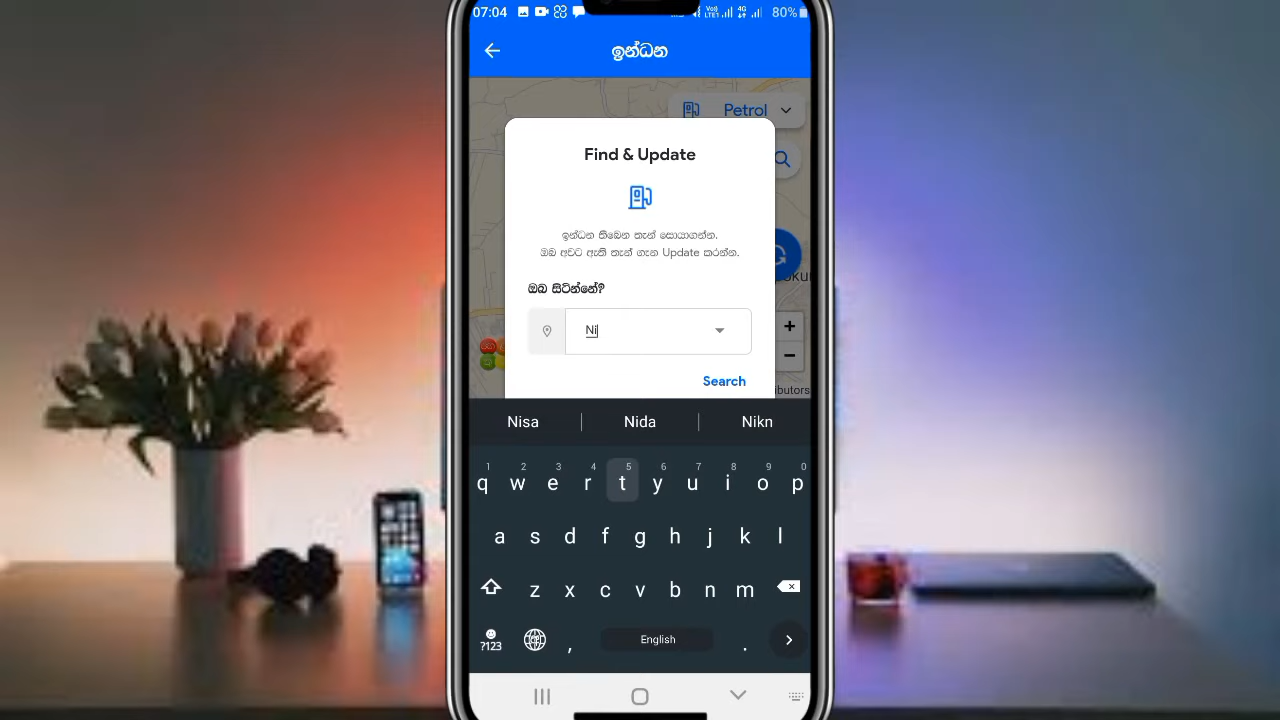 07:04
4G
80%
ඉන්ධන
Petrol
Find & Update
ඉන්ධන තිබෙන තැන් සොයාගන්න.
ඔබ අවට ඇති තැන් ගැන Update කරන්න.
ඔබ සිටින්නේ?
Ni
+
−
Search
Nisa
Nida
Nikn
1 2 3 4 5 6 7 8 9 0
q w e r t y u i o p
a s d f g h j k l
z x c v b n m
?123 , English .